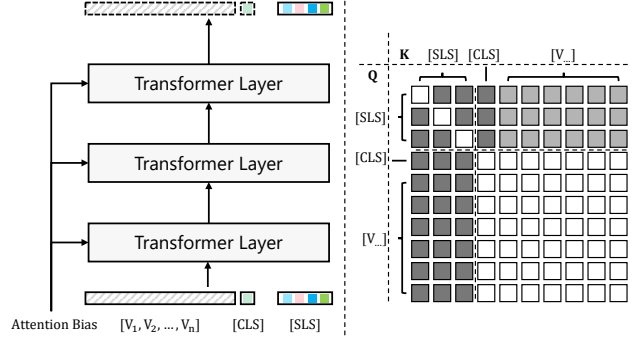 Transformer Layer
Transformer Layer
Transformer Layer
Attention Bias
[V₁, V₂, ..., Vₙ]
[CLS]
[SLS]
K
[SLS]
[CLS]
[V...]
Q
[SLS]
[CLS]
[V...]